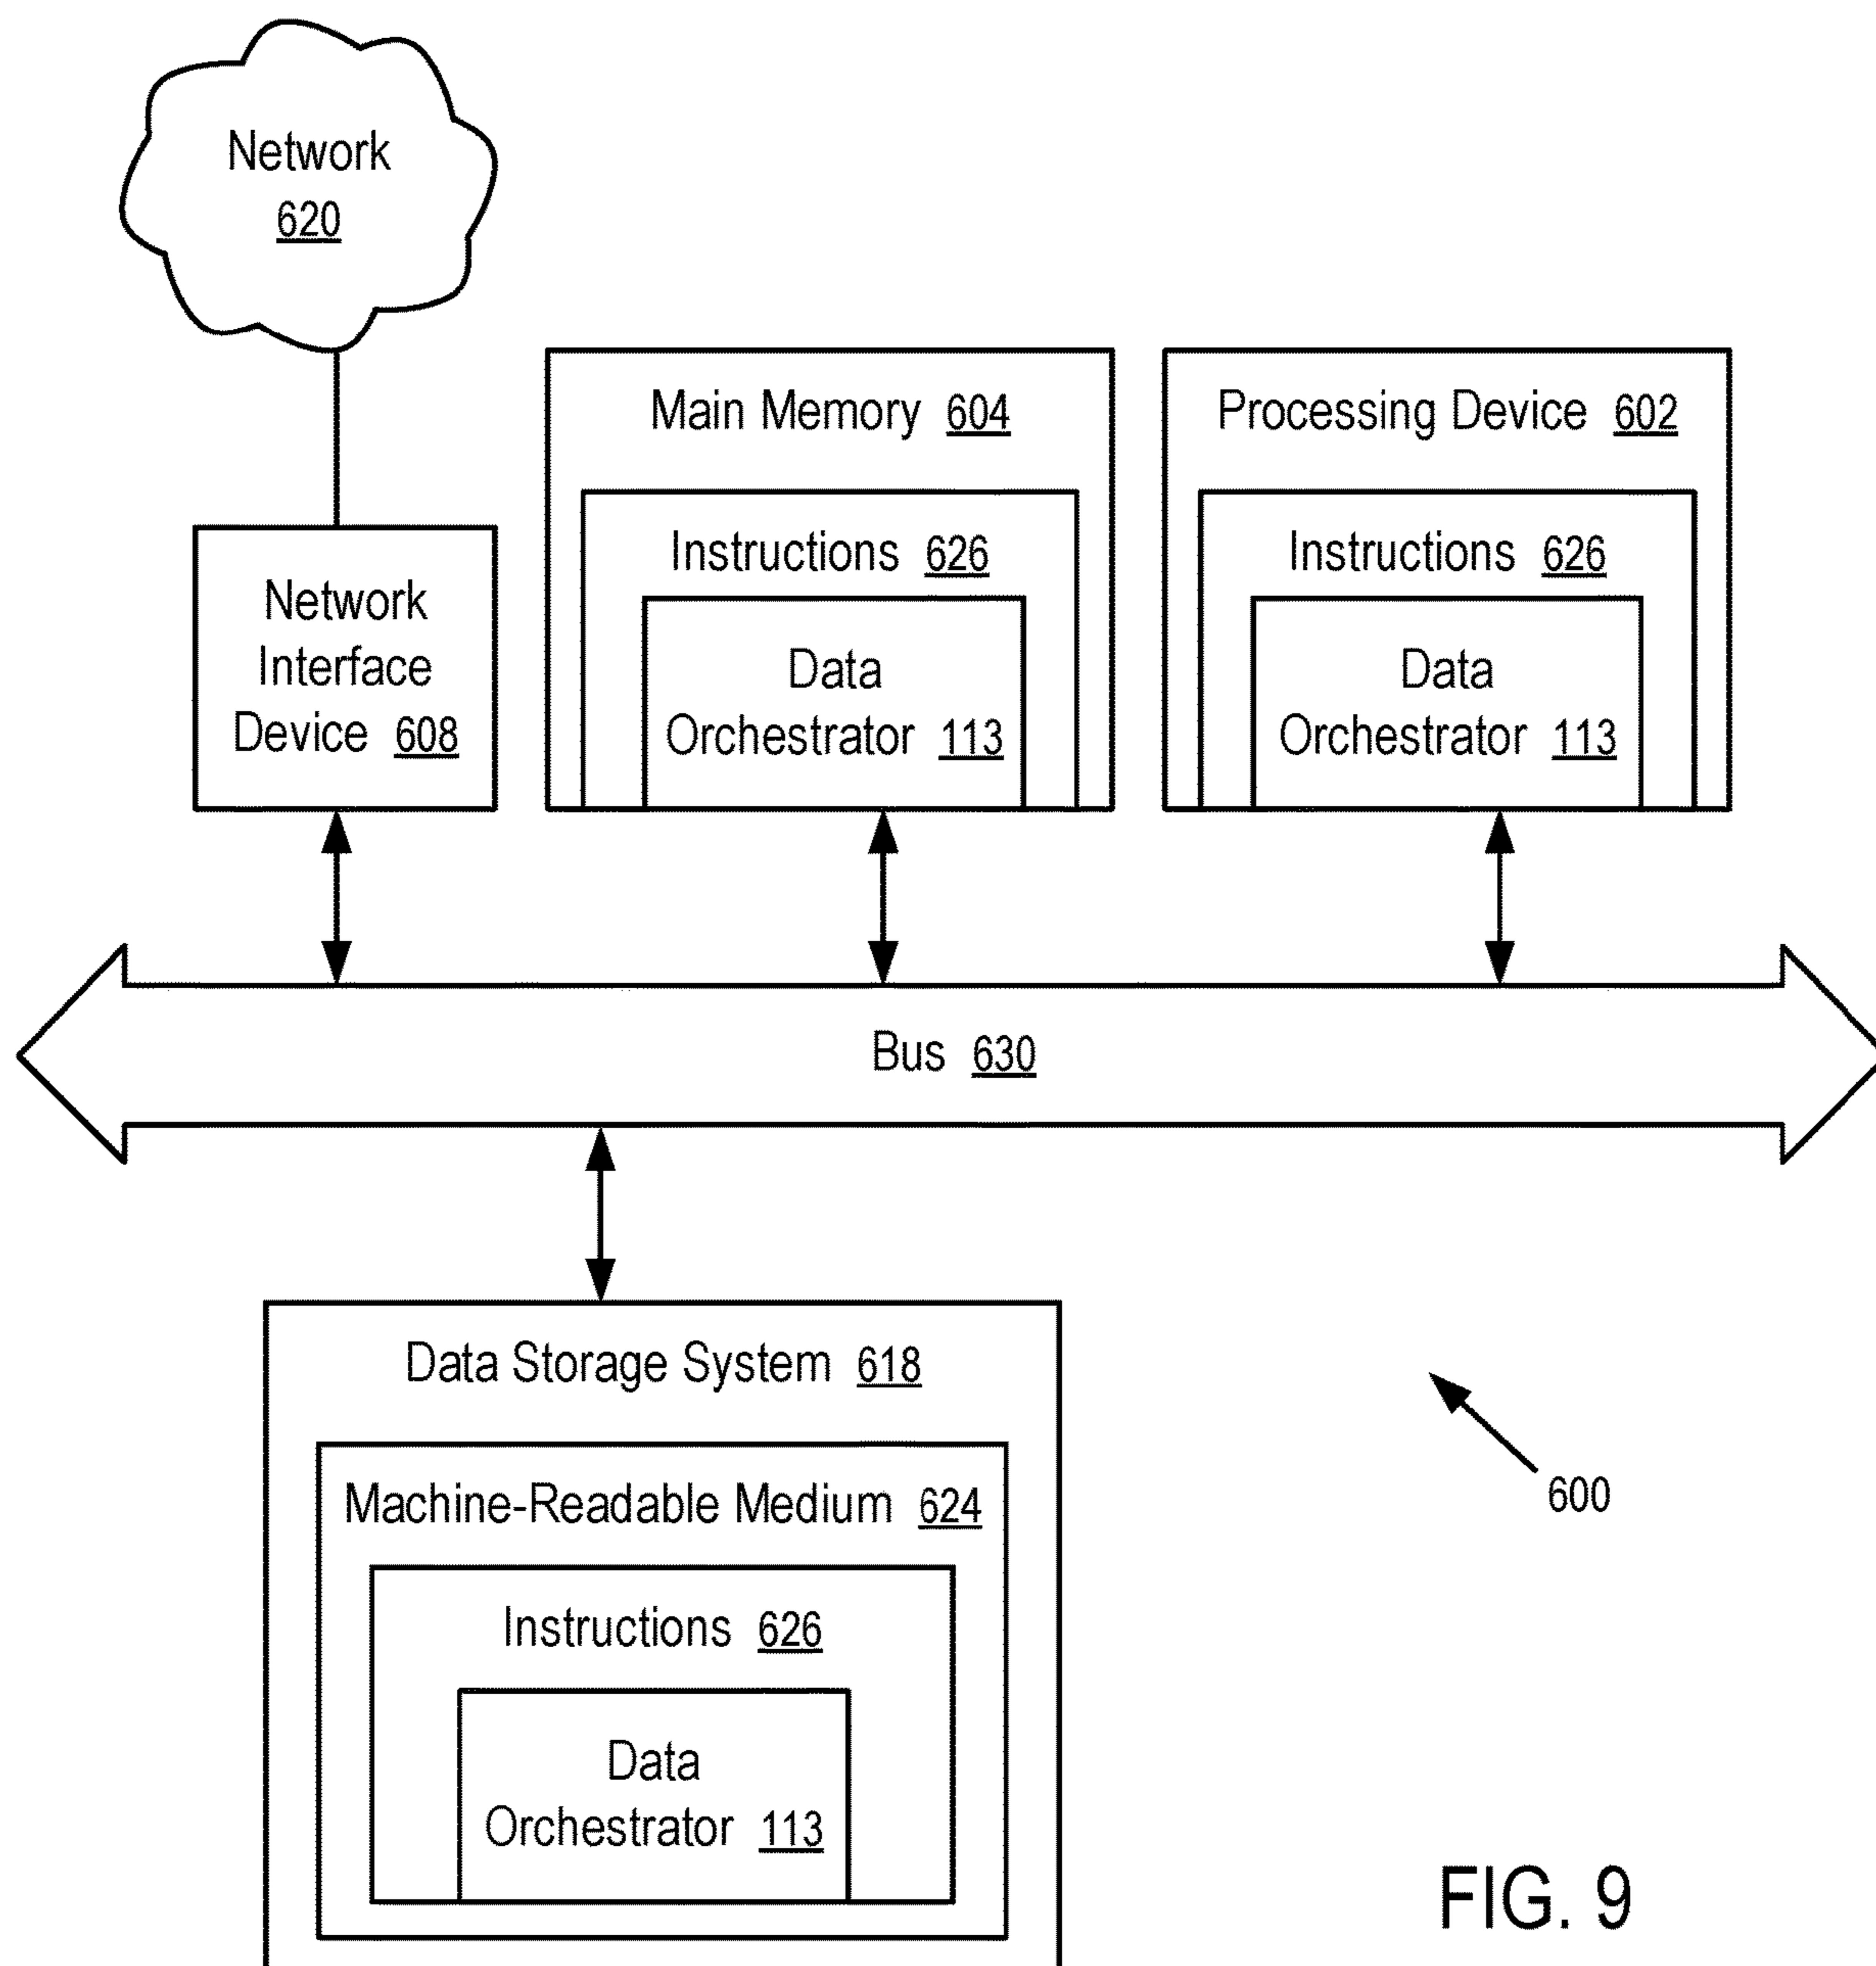 Network
620
Main Memory 604
Processing Device 602
Instructions 626
Instructions 626
Network
Interface
Device 608
Data
Orchestrator 113
Data
Orchestrator 113
Bus 630
Data Storage System 618
Machine-Readable Medium 624
Instructions 626
Data
Orchestrator 113
600
FIG. 9